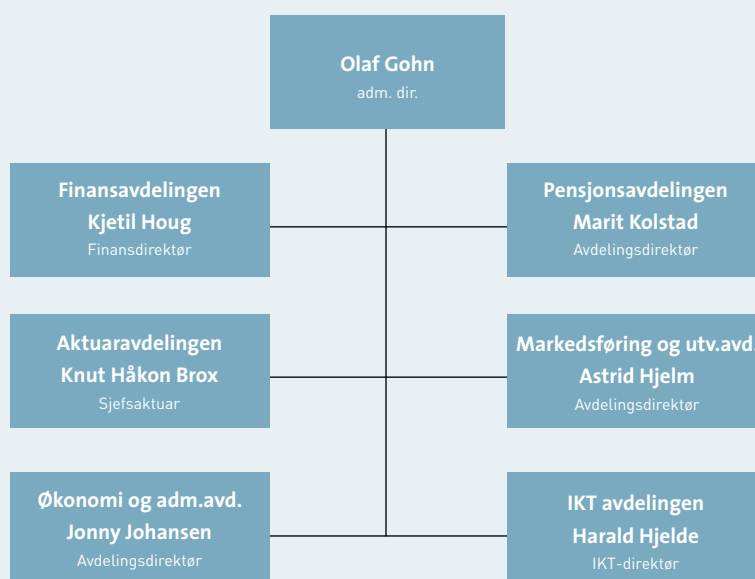 Olaf Gohn
adm. dir.
Finansavdelingen
Kjetil Houg
Finansdirektør
Pensjonsavdelingen
Marit Kolstad
Avdelingsdirektør
Aktuaravdelingen
Knut Håkon Brox
Sjefsaktuar
Markedsføring og utv.avd.
Astrid Hjelm
Avdelingsdirektør
Økonomi og adm.avd.
Jonny Johansen
Avdelingsdirektør
IKT avdelingen
Harald Hjelde
IKT-direktør